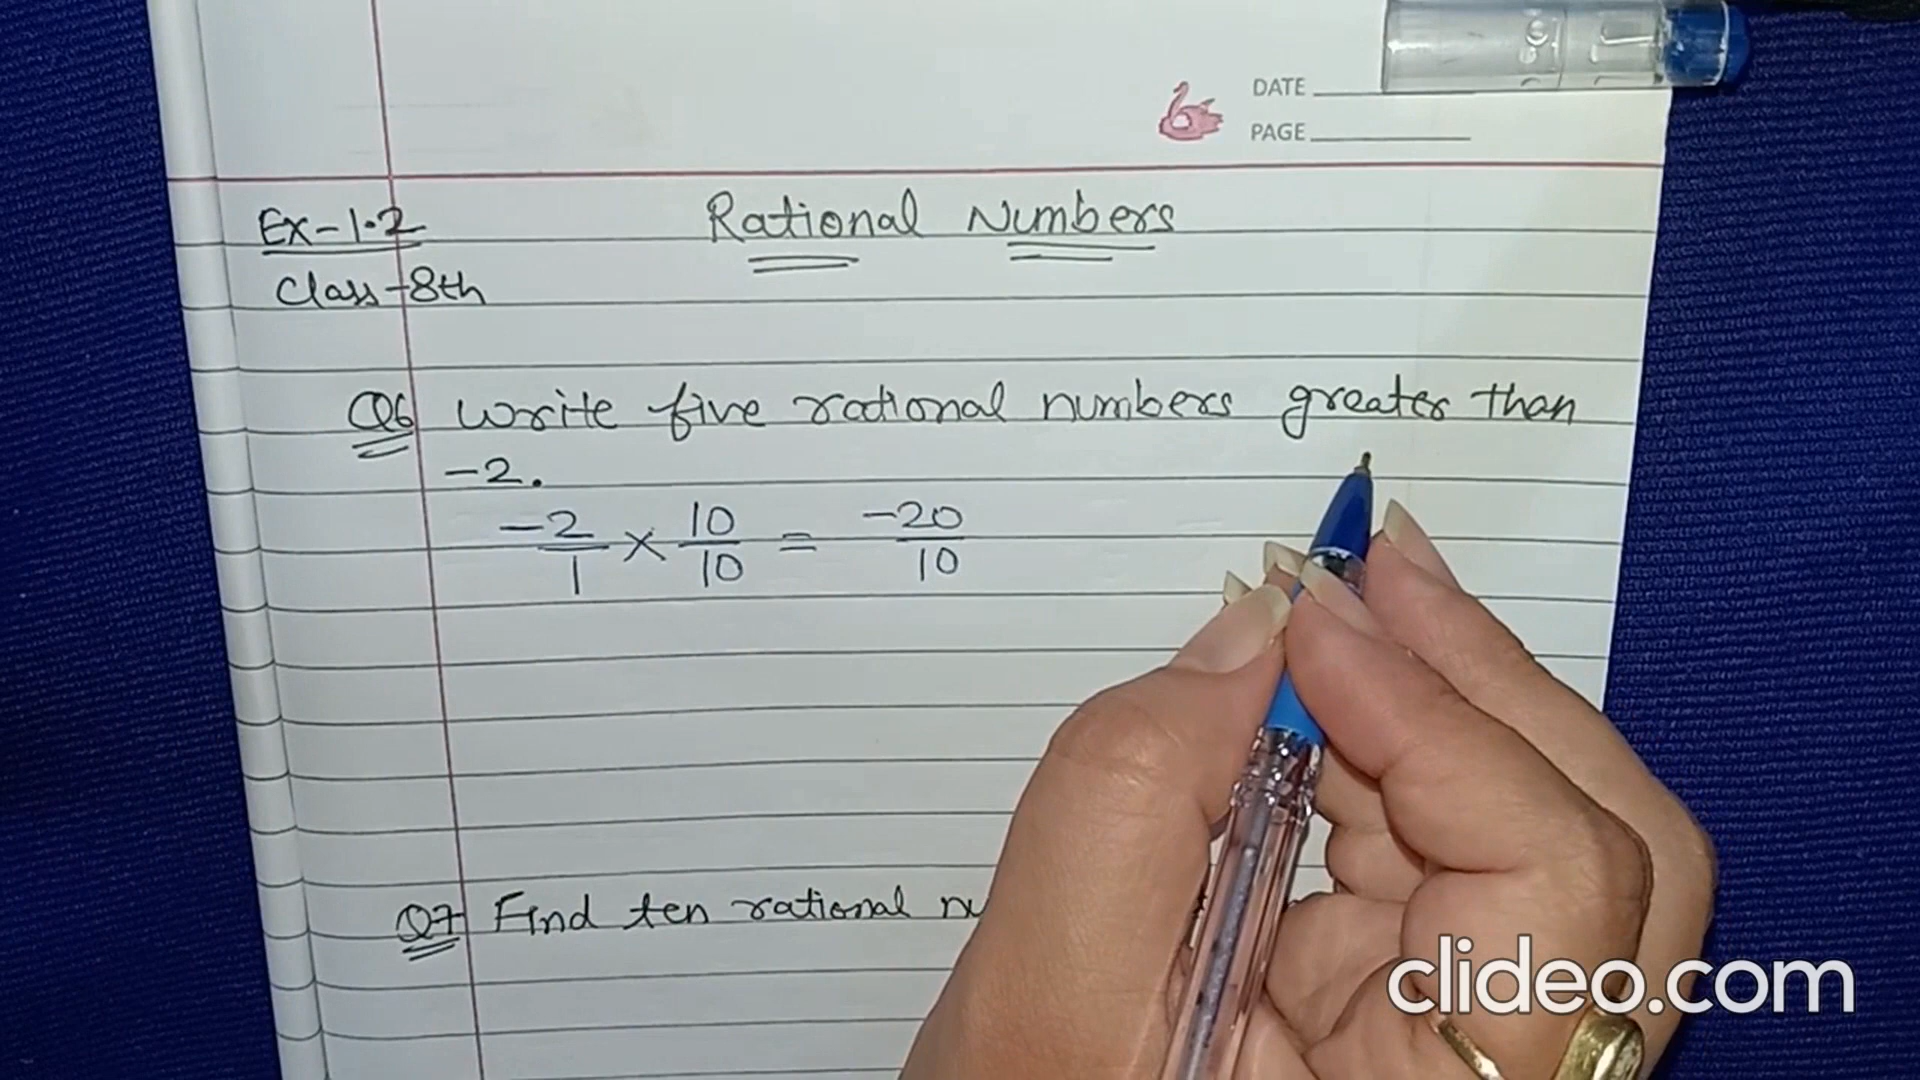 DATE
PAGE
Ex-1.2
Rational Numbers
Class-8th
Q6 Write five rational numbers greater than
-2.
-2/1 × 10/10 = -20/10
Q7 Find ten rational
clideo.com